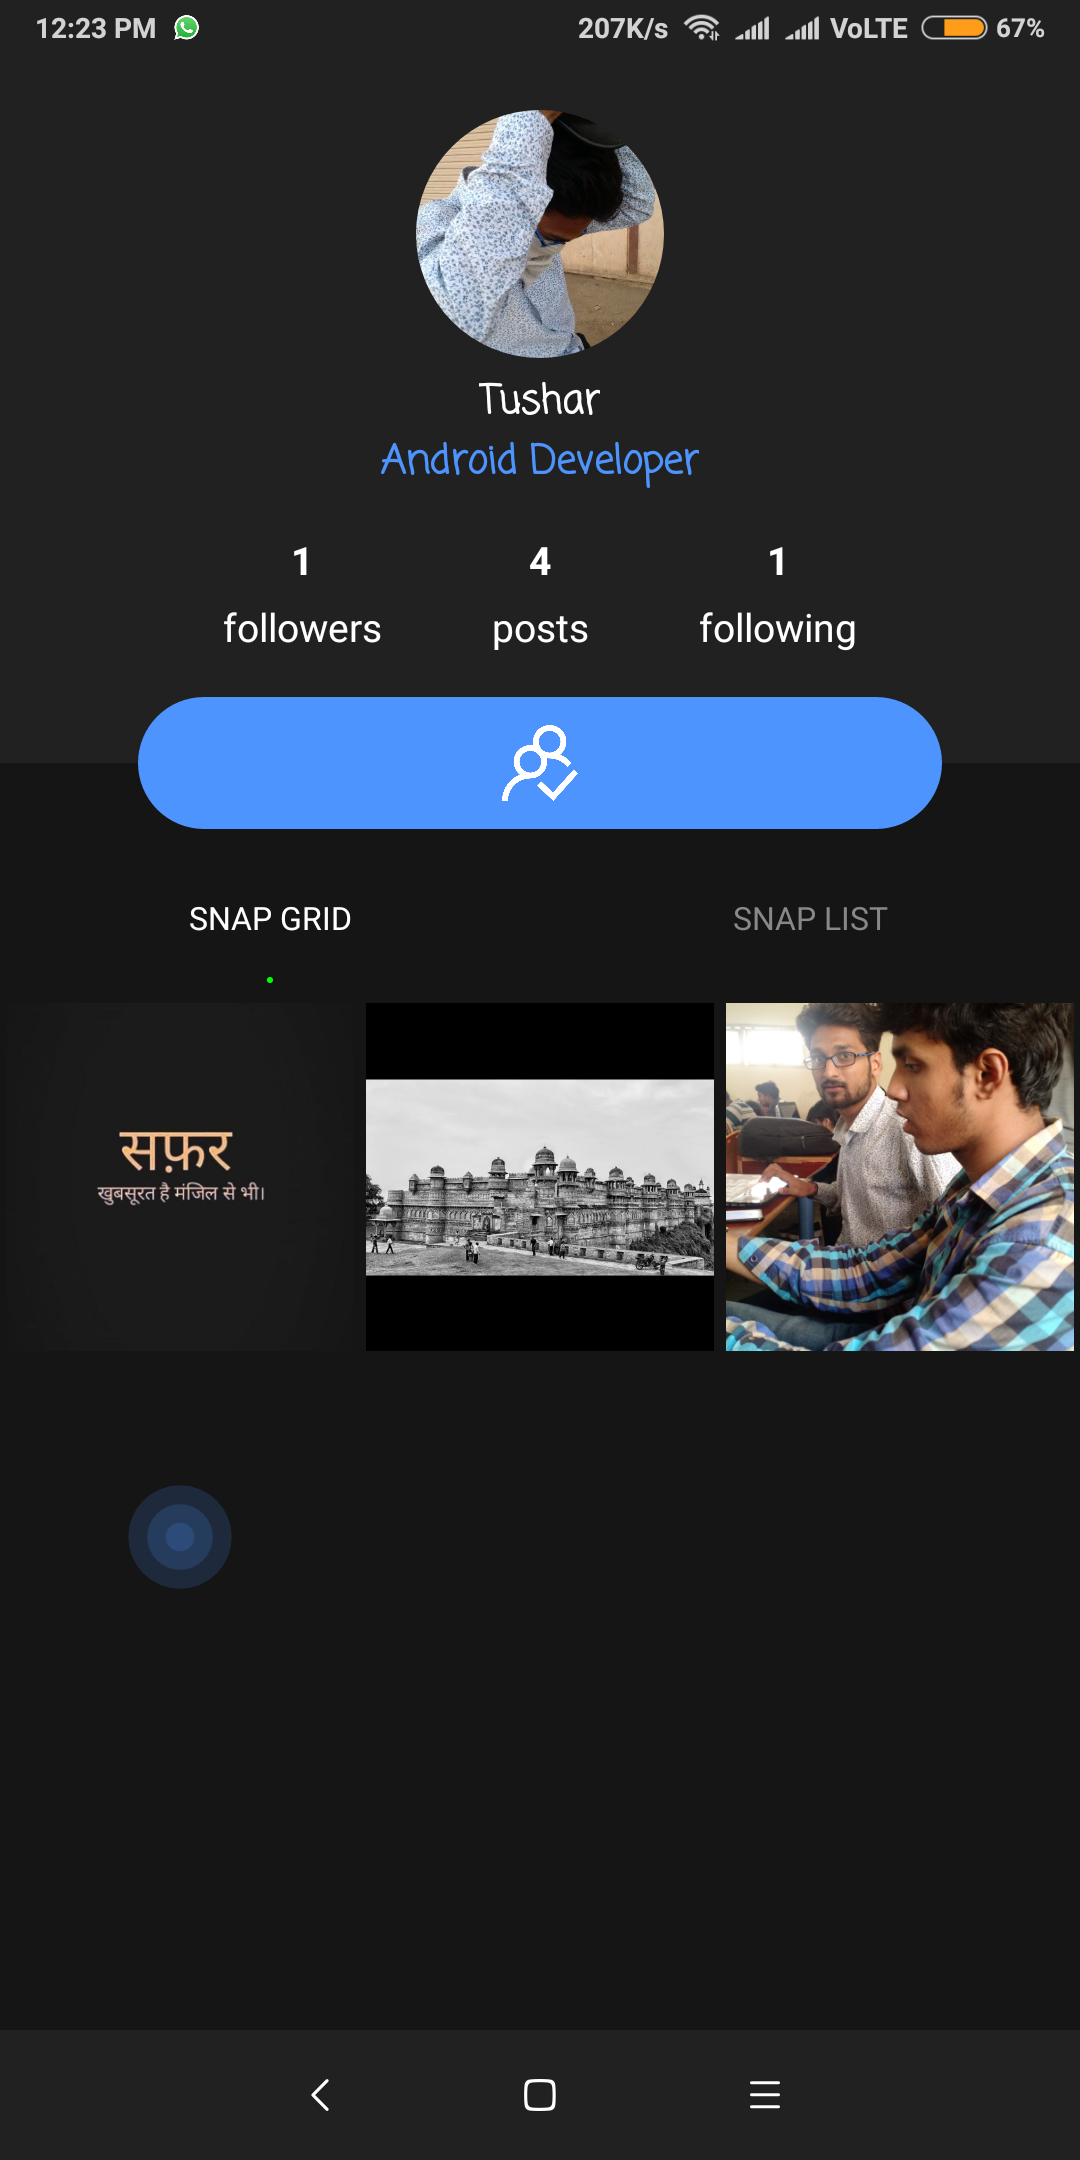 12:23 PM 207K/s VoLTE 67%
Tushar
Android Developer
1 4 1
followers posts following
SNAP GRID SNAP LIST
सफ़र
खुबसूरत है मंजिल से भी।